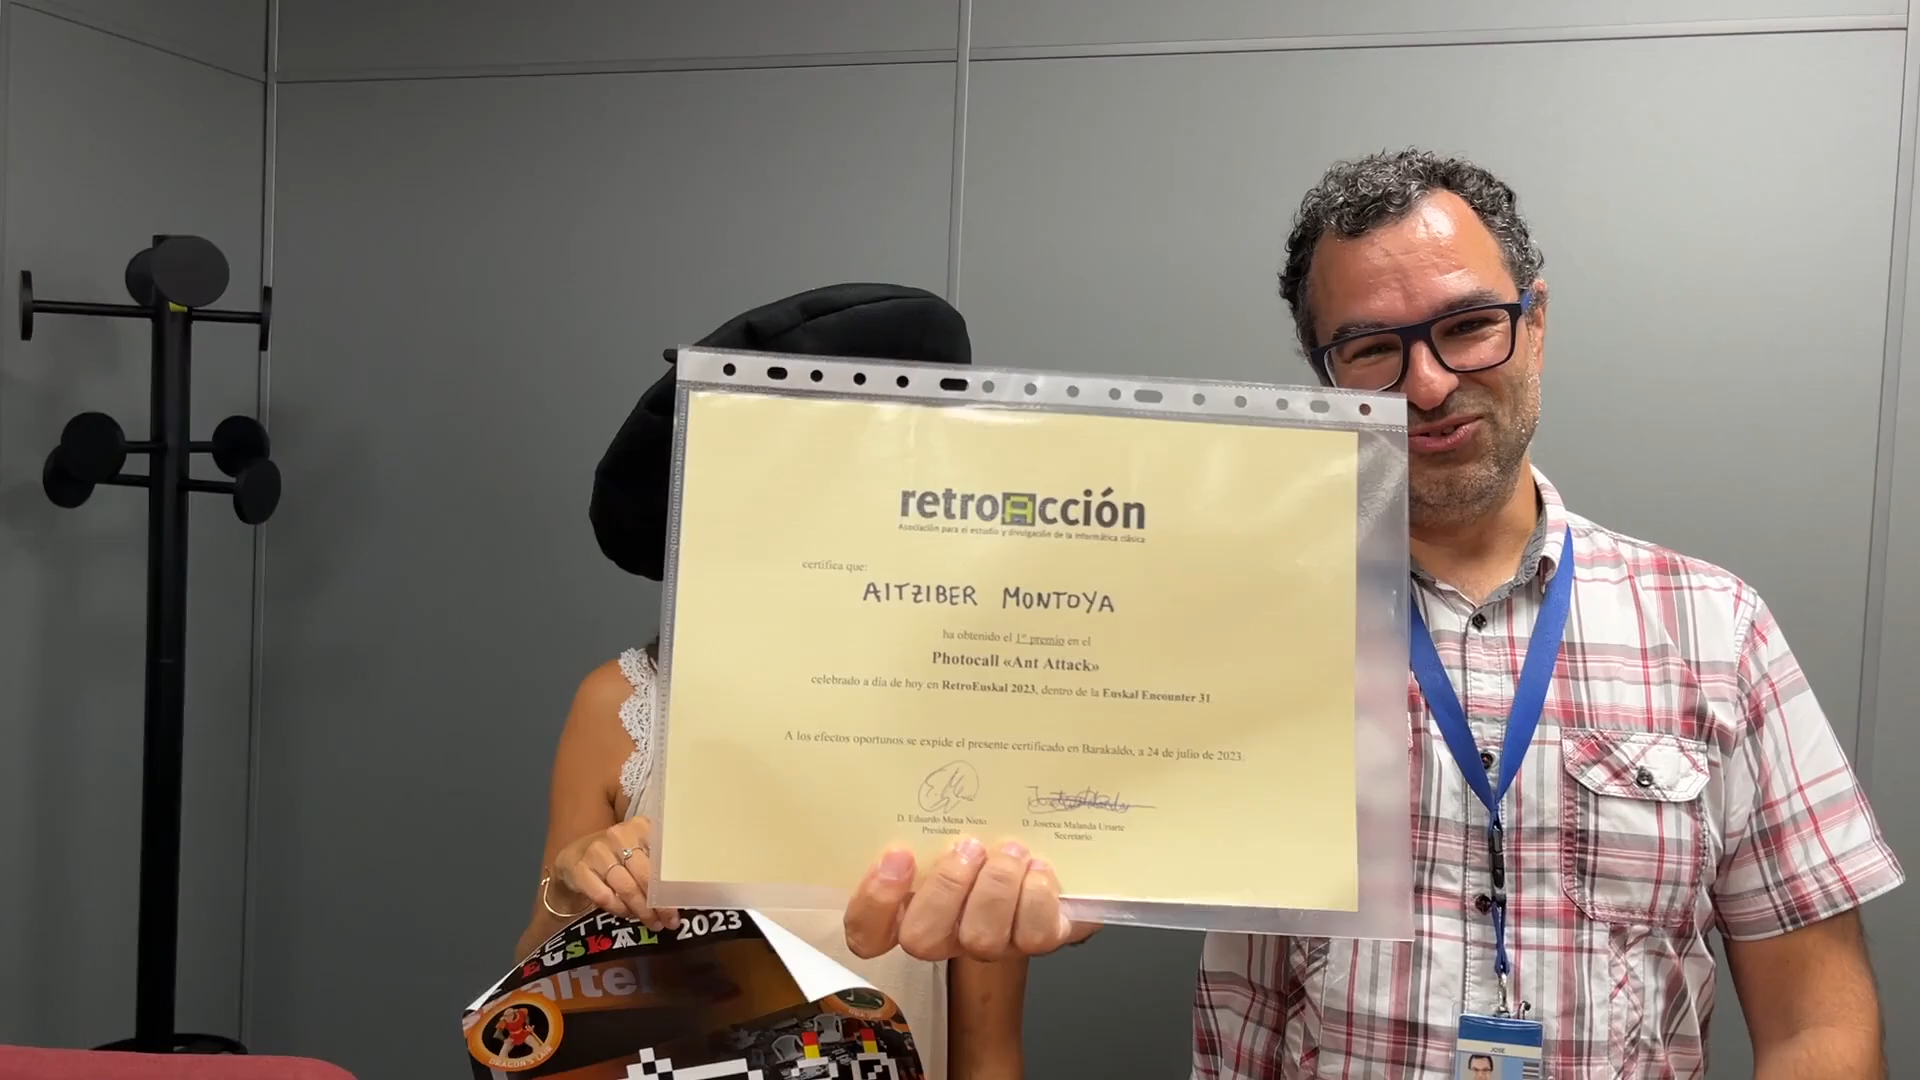 retroAcción
Asociación para el estudio y divulgación de la informática clásica
certifica que:
AITZIBER MONTOYA
ha obtenido el 1º premio en el
Photocall «Ant Attack»
celebrado a día de hoy en RetroEuskal 2023, dentro de la Euskal Encounter 31
A los efectos oportunos se expide el presente certificado en Barakaldo, a 24 de julio de 2023.
D. Eduardo Mena Nieto
Presidente
D. Josetxu Malanda Uriarte
Secretario
EUSKAL 2023
DRAGON'S LAIR
JOSE